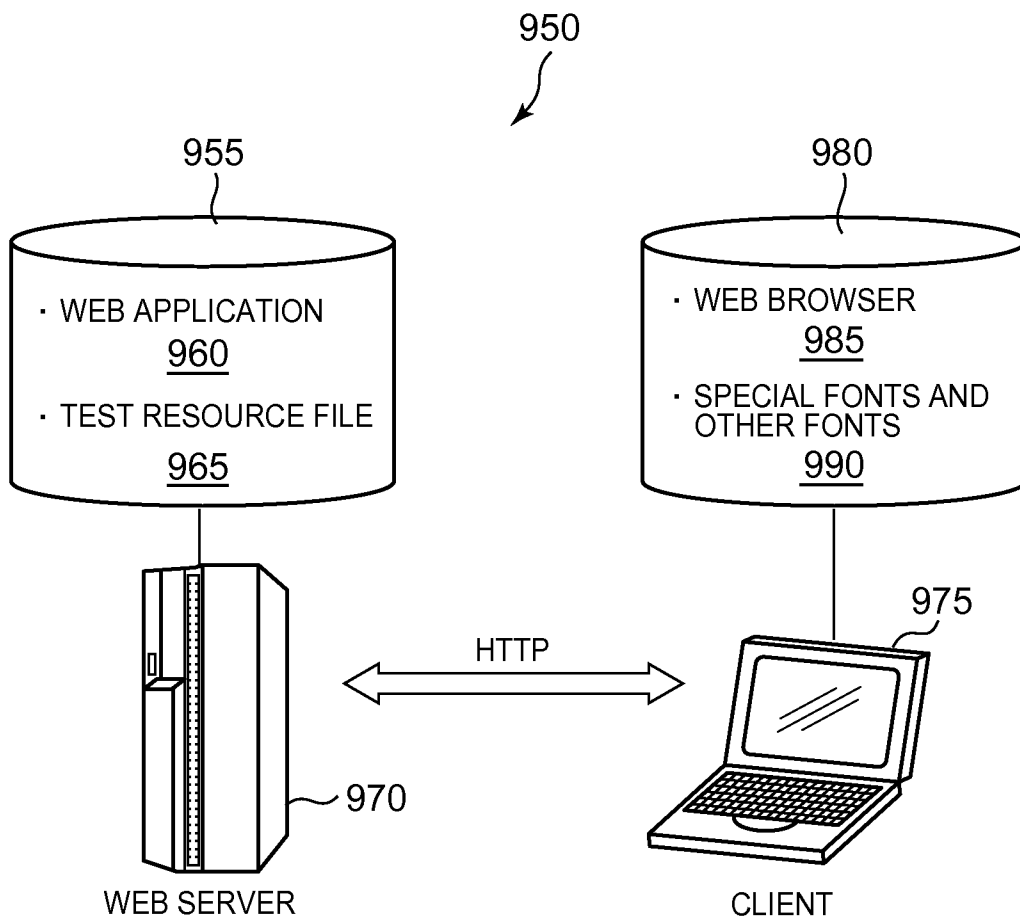 950
955
980
· WEB APPLICATION
960
· TEST RESOURCE FILE
965
· WEB BROWSER
985
· SPECIAL FONTS AND
OTHER FONTS
990
975
HTTP
970
WEB SERVER
CLIENT